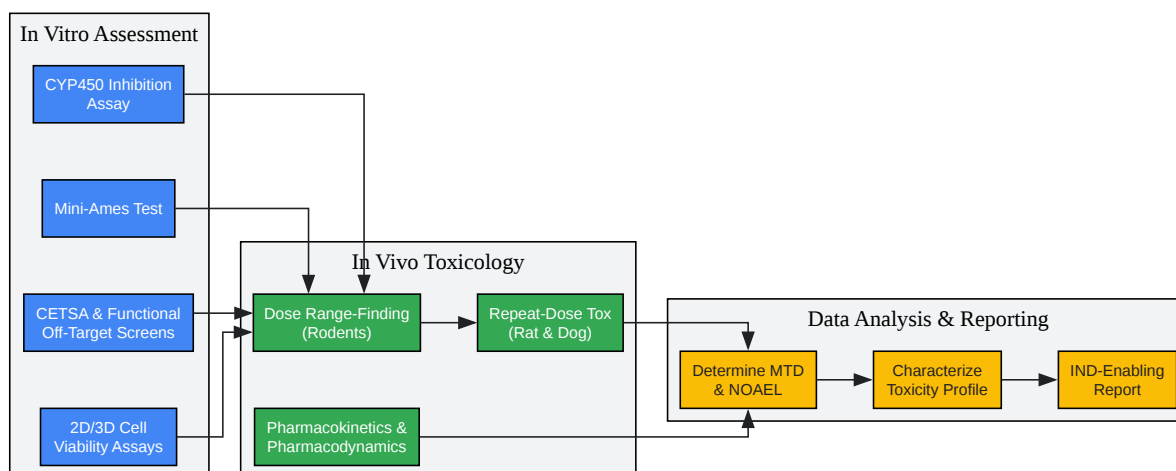 In Vitro Assessment
CYP450 Inhibition
Assay
Mini-Ames Test
CETSA & Functional
Off-Target Screens
2D/3D Cell
Viability Assays
In Vivo Toxicology
Dose Range-Finding
(Rodents)
Repeat-Dose Tox
(Rat & Dog)
Pharmacokinetics &
Pharmacodynamics
Data Analysis & Reporting
Determine MTD
& NOAEL
Characterize
Toxicity Profile
IND-Enabling
Report